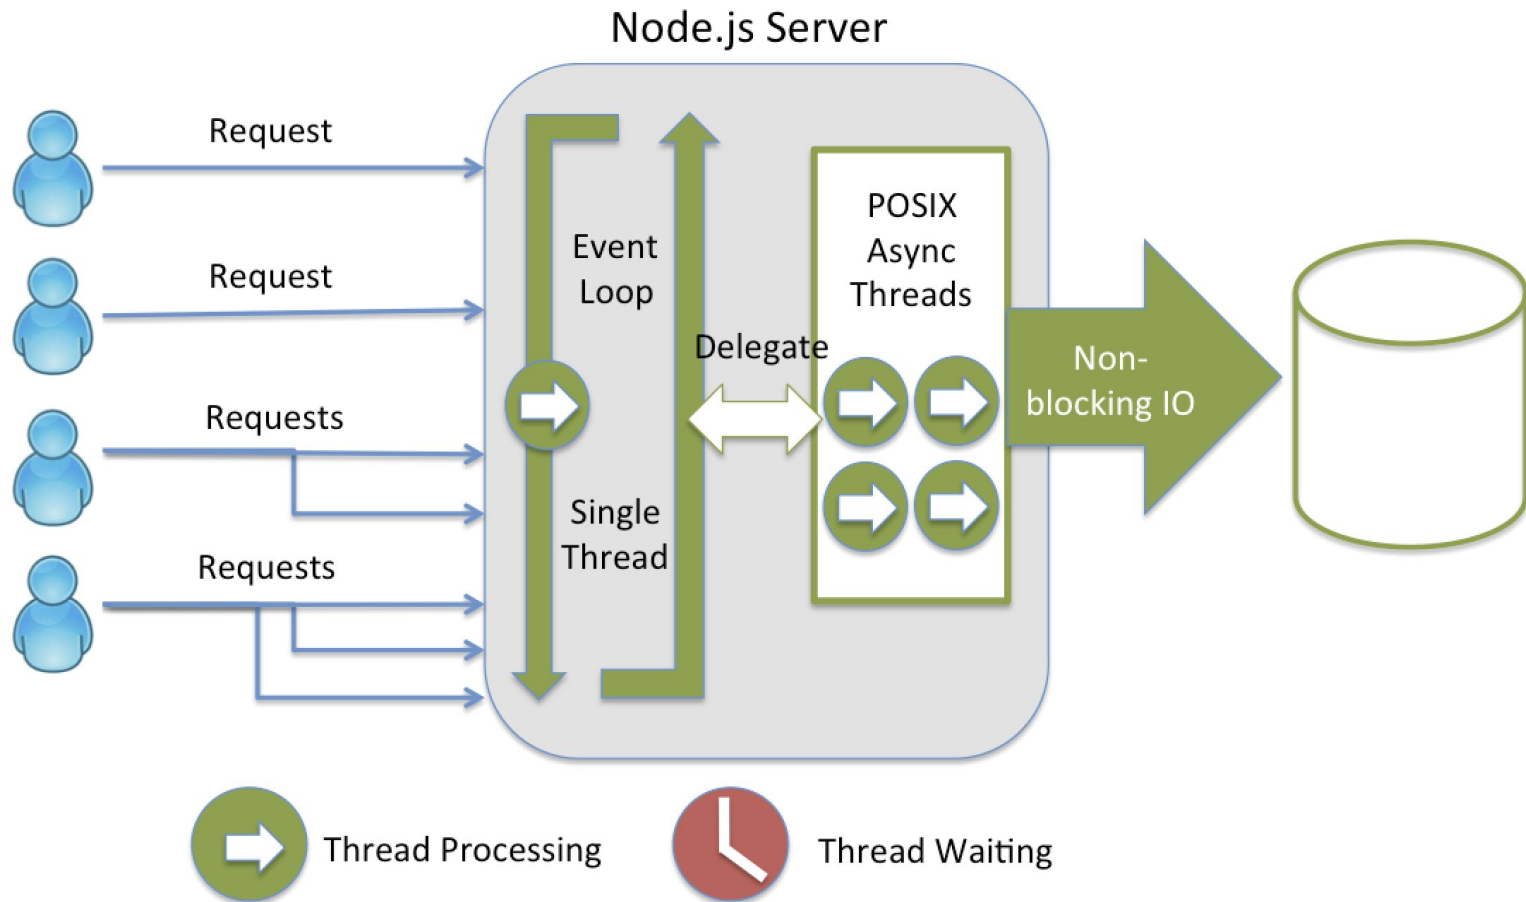 Node.js Server
Request
Request
Requests
Requests
Event
Loop
Single
Thread
Delegate
POSIX
Async
Threads
Non-
blocking IO
Thread Processing
Thread Waiting